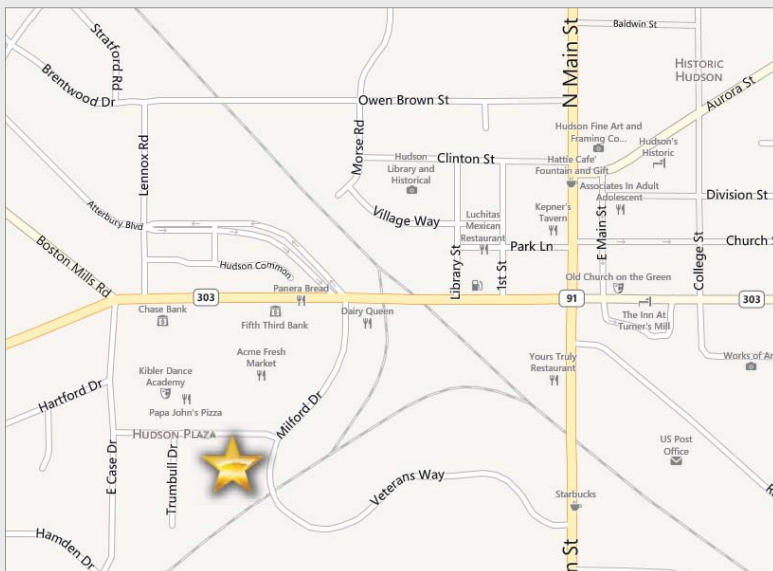 Baldwin St
Stratford Rd
Brentwood Dr
HISTORIC
HUDSON
Owen Brown St
N Main St
Aurora St
Hudson Fine Art and
Framing Co...
Lennox Rd
Morse Rd
Hudson
Library and
Historical
Clinton St
Hudson's
Historic
Hattie Cafe'
Fountain and Gift
Associates In Adult
Adolescent
Division St
Atterbury Blvd
Village Way
Luchitas
Mexican
Restaurant
Kepner's
Tavern
E Main St
College St
Church S
Park Ln
Boston Mills Rd
Hudson Common
Library St
1st St
Old Church on the Green
Panera Bread
303
91
303
Chase Bank
Fifth Third Bank
Dairy Queen
The Inn At
Turner's Mill
Acme Fresh
Market
Yours Truly
Restaurant
Works of Ar
Kibler Dance
Academy
Hartford Dr
Papa John's Pizza
Milford Dr
HUDSON PLAZA
US Post
Office
E Case Dr
Trumbull Dr
Veterans Way
Starbucks
Hamden Dr
n St